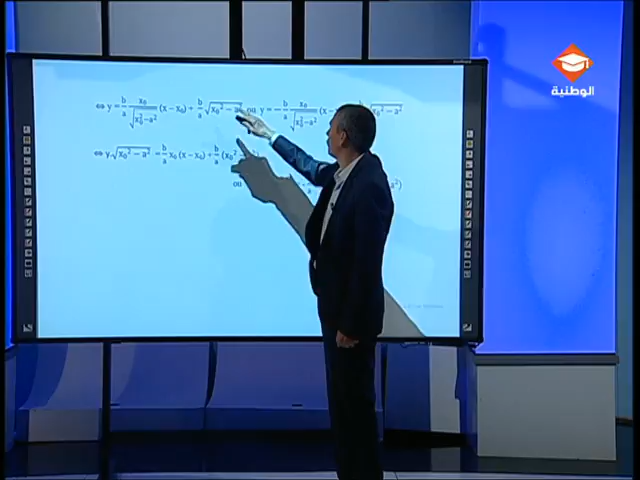 الوطنية
⇔ y = b/a x₀/√(x₀²−a²) (x − x₀) + b/a √(x₀² − a²) ou y = − b/a x₀/√(x₀²−a²) (x −
⇔ y.√(x₀² − a²) = b/a x₀ (x − x₀) + b/a (x₀²
ou